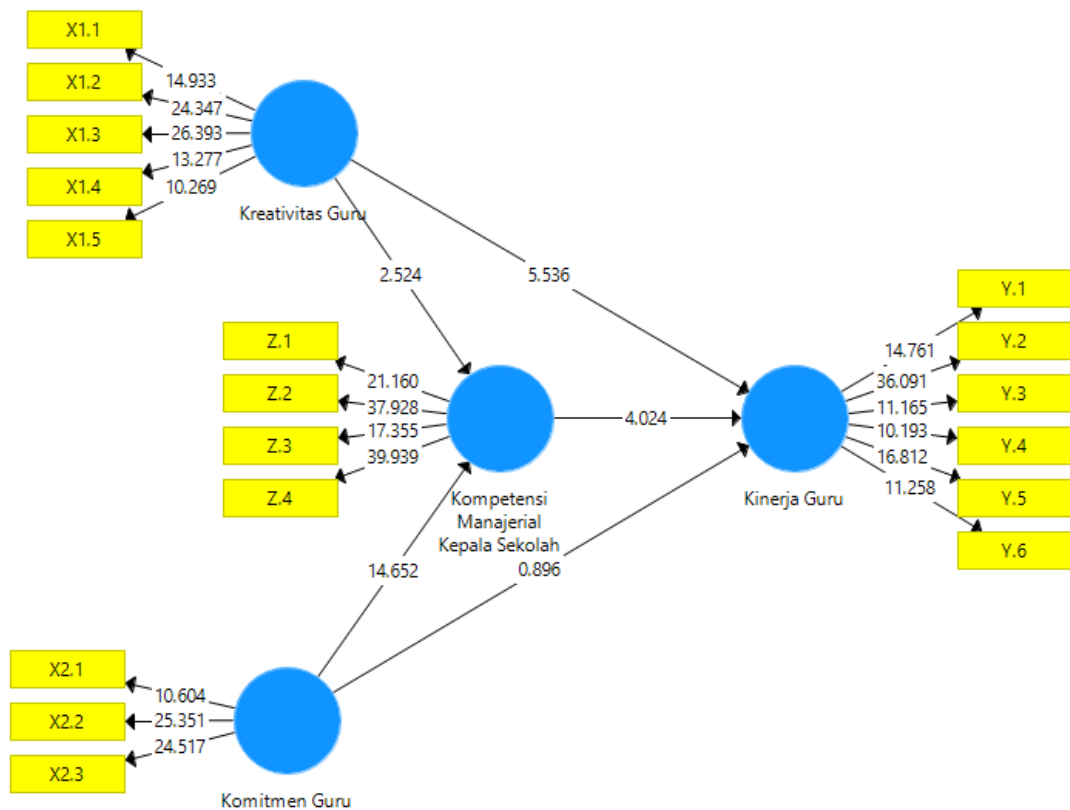 X1.1
X1.2
X1.3
X1.4
X1.5
14.933
24.347
26.393
13.277
10.269
Kreativitas Guru
2.524
5.536
Z.1
Z.2
Z.3
Z.4
21.160
37.928
17.355
39.939
Kompetensi
Manajerial
Kepala Sekolah
4.024
Kinerja Guru
Y.1
Y.2
Y.3
Y.4
Y.5
Y.6
14.761
36.091
11.165
10.193
16.812
11.258
14.652
0.896
X2.1
X2.2
X2.3
10.604
25.351
24.517
Komitmen Guru